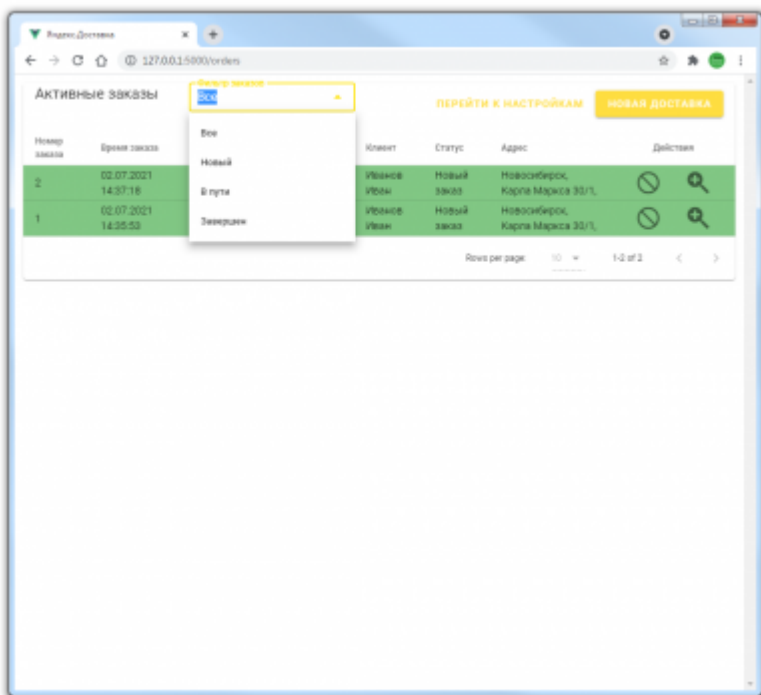 Яндекс.Доставка
127.0.0.1:5000/orders
Активные заказы
Все
ПЕРЕЙТИ К НАСТРОЙКАМ
НОВАЯ ДОСТАВКА
Номер заказа
Время заказа
Клиент
Статус
Адрес
Действия
Все
Новый
В пути
Завершен
2
02.07.2021
14:37:18
Иванов
Иван
Новый
заказ
Новосибирск,
Карла Маркса 30/1,
1
02.07.2021
14:35:53
Иванов
Иван
Новый
заказ
Новосибирск,
Карла Маркса 30/1,
Rows per page:
10
1-2 of 2